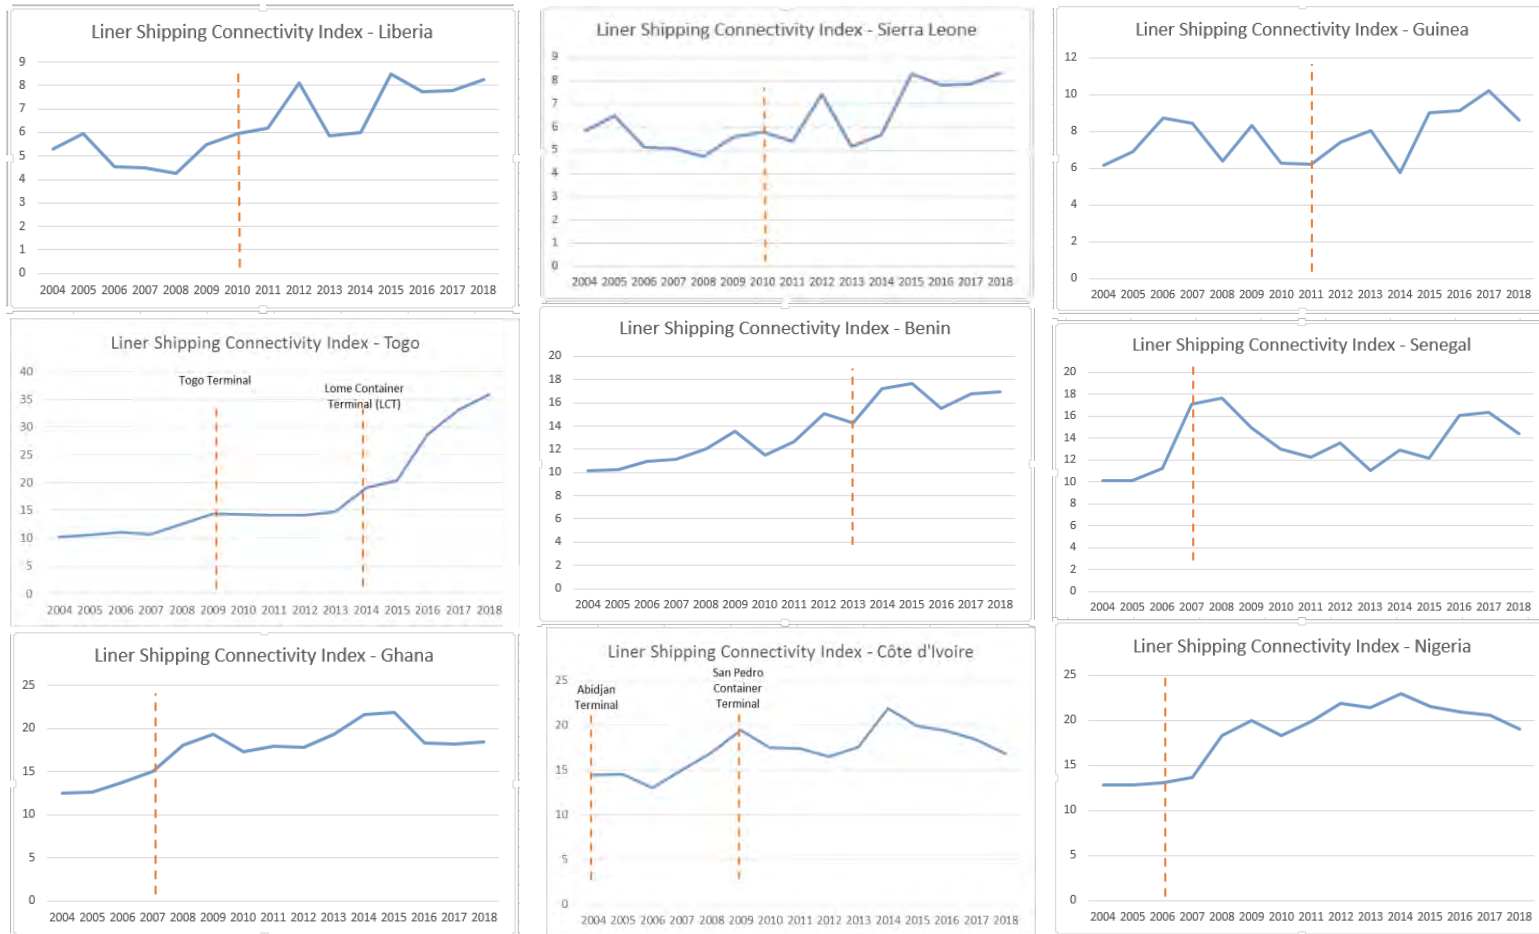 Liner Shipping Connectivity Index - Liberia
9
8
7
6
5
4
3
2
1
0
2004 2005 2006 2007 2008 2009 2010 2011 2012 2013 2014 2015 2016 2017 2018
Liner Shipping Connectivity Index - Sierra Leone
9
8
7
6
5
4
3
2
1
0
2004 2005 2006 2007 2008 2009 2010 2011 2012 2013 2014 2015 2016 2017 2018
Liner Shipping Connectivity Index - Guinea
12
10
8
6
4
2
0
2004 2005 2006 2007 2008 2009 2010 2011 2012 2013 2014 2015 2016 2017 2018
Liner Shipping Connectivity Index - Togo
40
35
30
25
20
15
10
5
0
Togo Terminal
Lome Container
Terminal (LCT)
2004 2005 2006 2007 2008 2009 2010 2011 2012 2013 2014 2015 2016 2017 2018
Liner Shipping Connectivity Index - Benin
20
18
16
14
12
10
8
6
4
2
0
2004 2005 2006 2007 2008 2009 2010 2011 2012 2013 2014 2015 2016 2017 2018
Liner Shipping Connectivity Index - Senegal
20
18
16
14
12
10
8
6
4
2
0
2004 2005 2006 2007 2008 2009 2010 2011 2012 2013 2014 2015 2016 2017 2018
Liner Shipping Connectivity Index - Ghana
25
20
15
10
5
0
2004 2005 2006 2007 2008 2009 2010 2011 2012 2013 2014 2015 2016 2017 2018
Liner Shipping Connectivity Index - Côte d'Ivoire
25
20
15
10
5
0
Abidjan
Terminal
San Pedro
Container
Terminal
2004 2005 2006 2007 2008 2009 2010 2011 2012 2013 2014 2015 2016 2017 2018
Liner Shipping Connectivity Index - Nigeria
25
20
15
10
5
0
2004 2005 2006 2007 2008 2009 2010 2011 2012 2013 2014 2015 2016 2017 2018